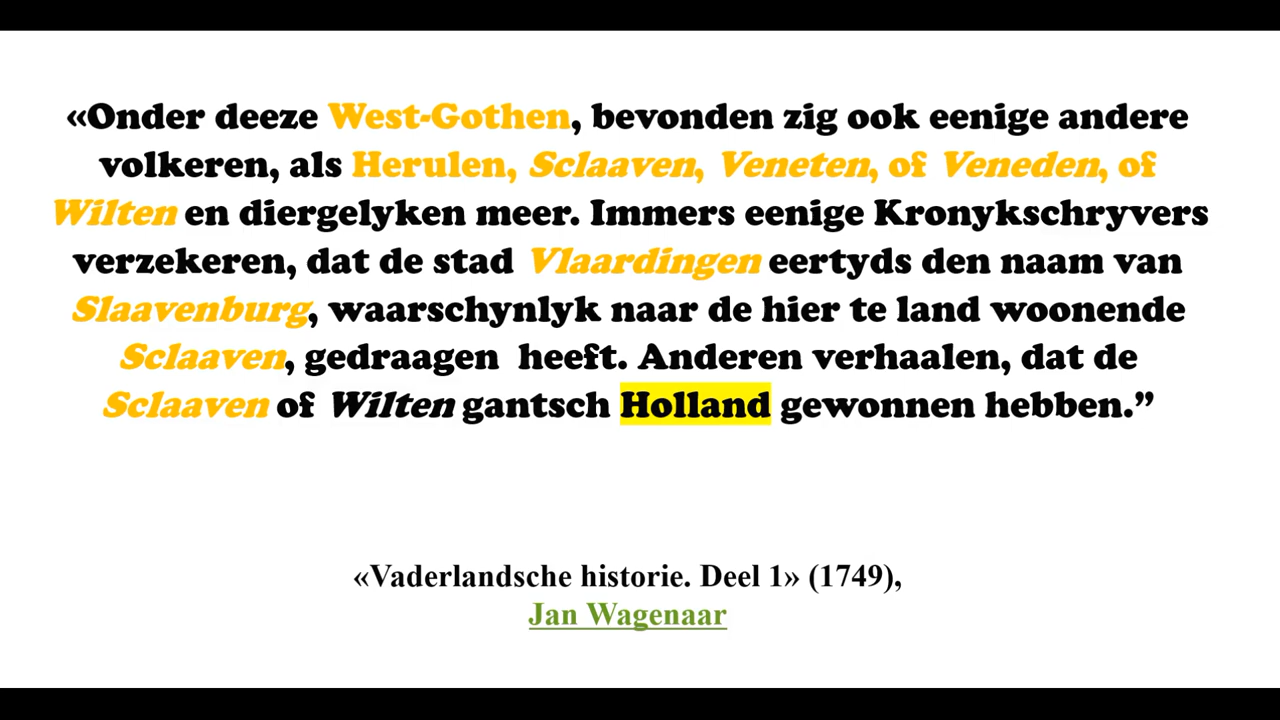 «Onder deeze West-Gothen, bevonden zig ook eenige andere
volkeren, als Herulen, Sclaaven, Veneten, of Veneden, of
Wilten en diergelyken meer. Immers eenige Kronykschryvers
verzekeren, dat de stad Vlaardingen eertyds den naam van
Slaavenburg, waarschynlyk naar de hier te land woonende
Sclaaven, gedraagen heeft. Anderen verhaalen, dat de
Sclaaven of Wilten gantsch Holland gewonnen hebben.”
«Vaderlandsche historie. Deel 1» (1749),
Jan Wagenaar